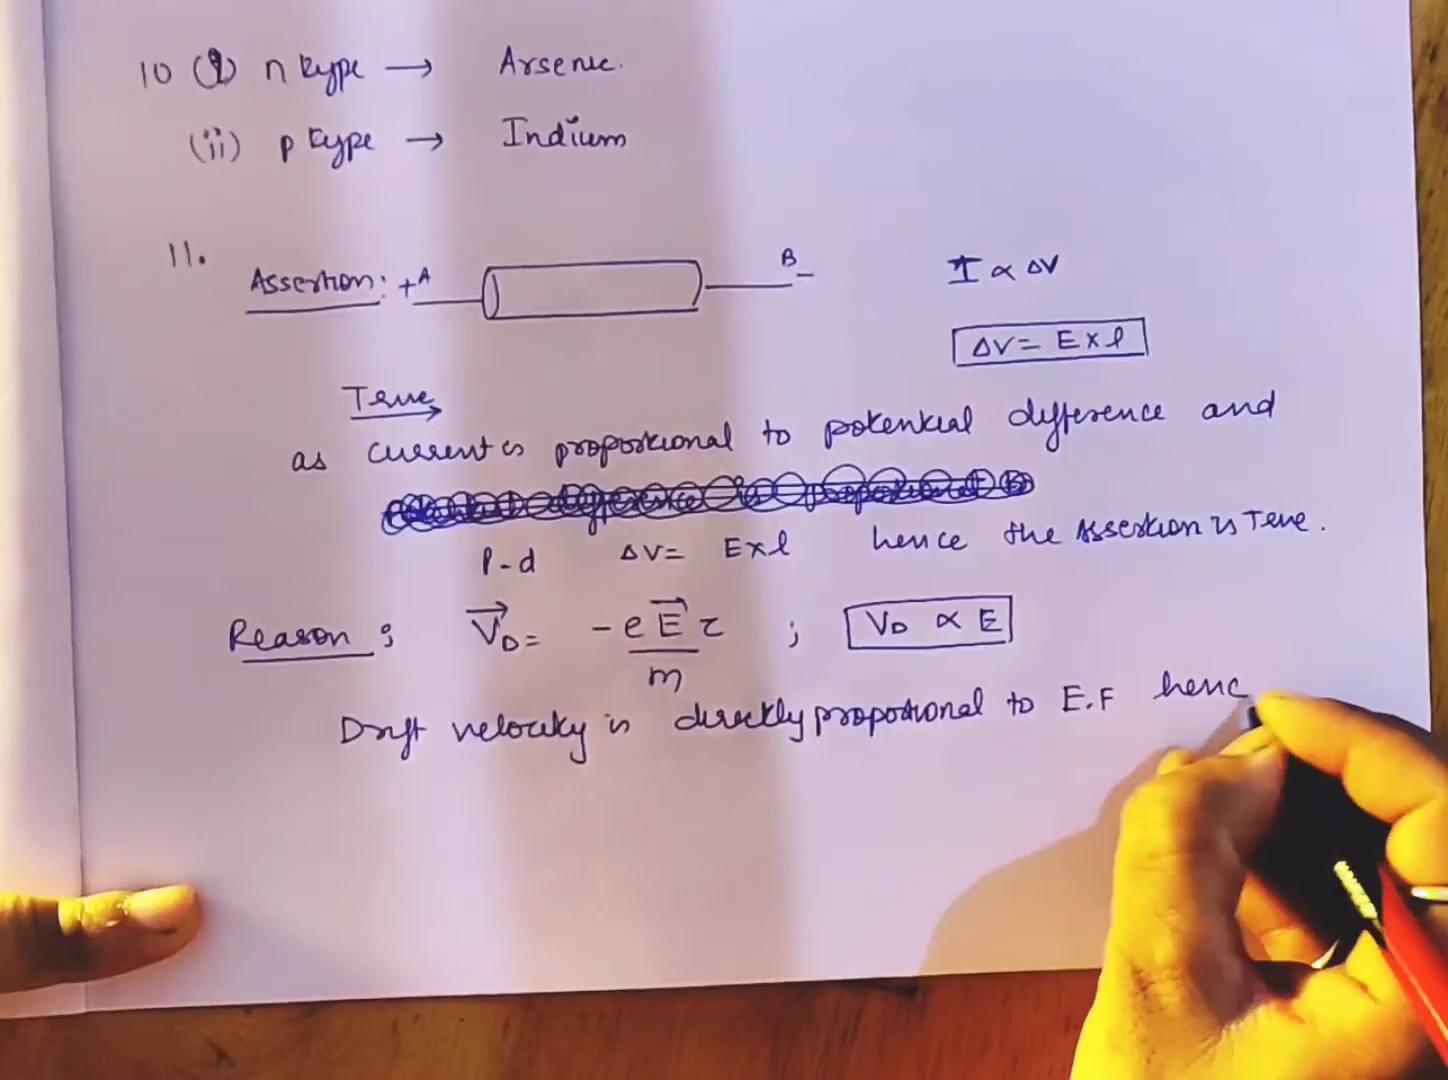 10 (i) n type → Arsenic.
(ii) p type → Indium
11.
Assertion: +A B -
I ∝ ΔV
ΔV = E x l
True
as current is proportional to potential difference and
P-d ΔV = E x l hence the Assertion is True.
Reason ; V⃗D = -eE⃗τ / m ; VD ∝ E
Drift velocity is directly proportional to E.F henc